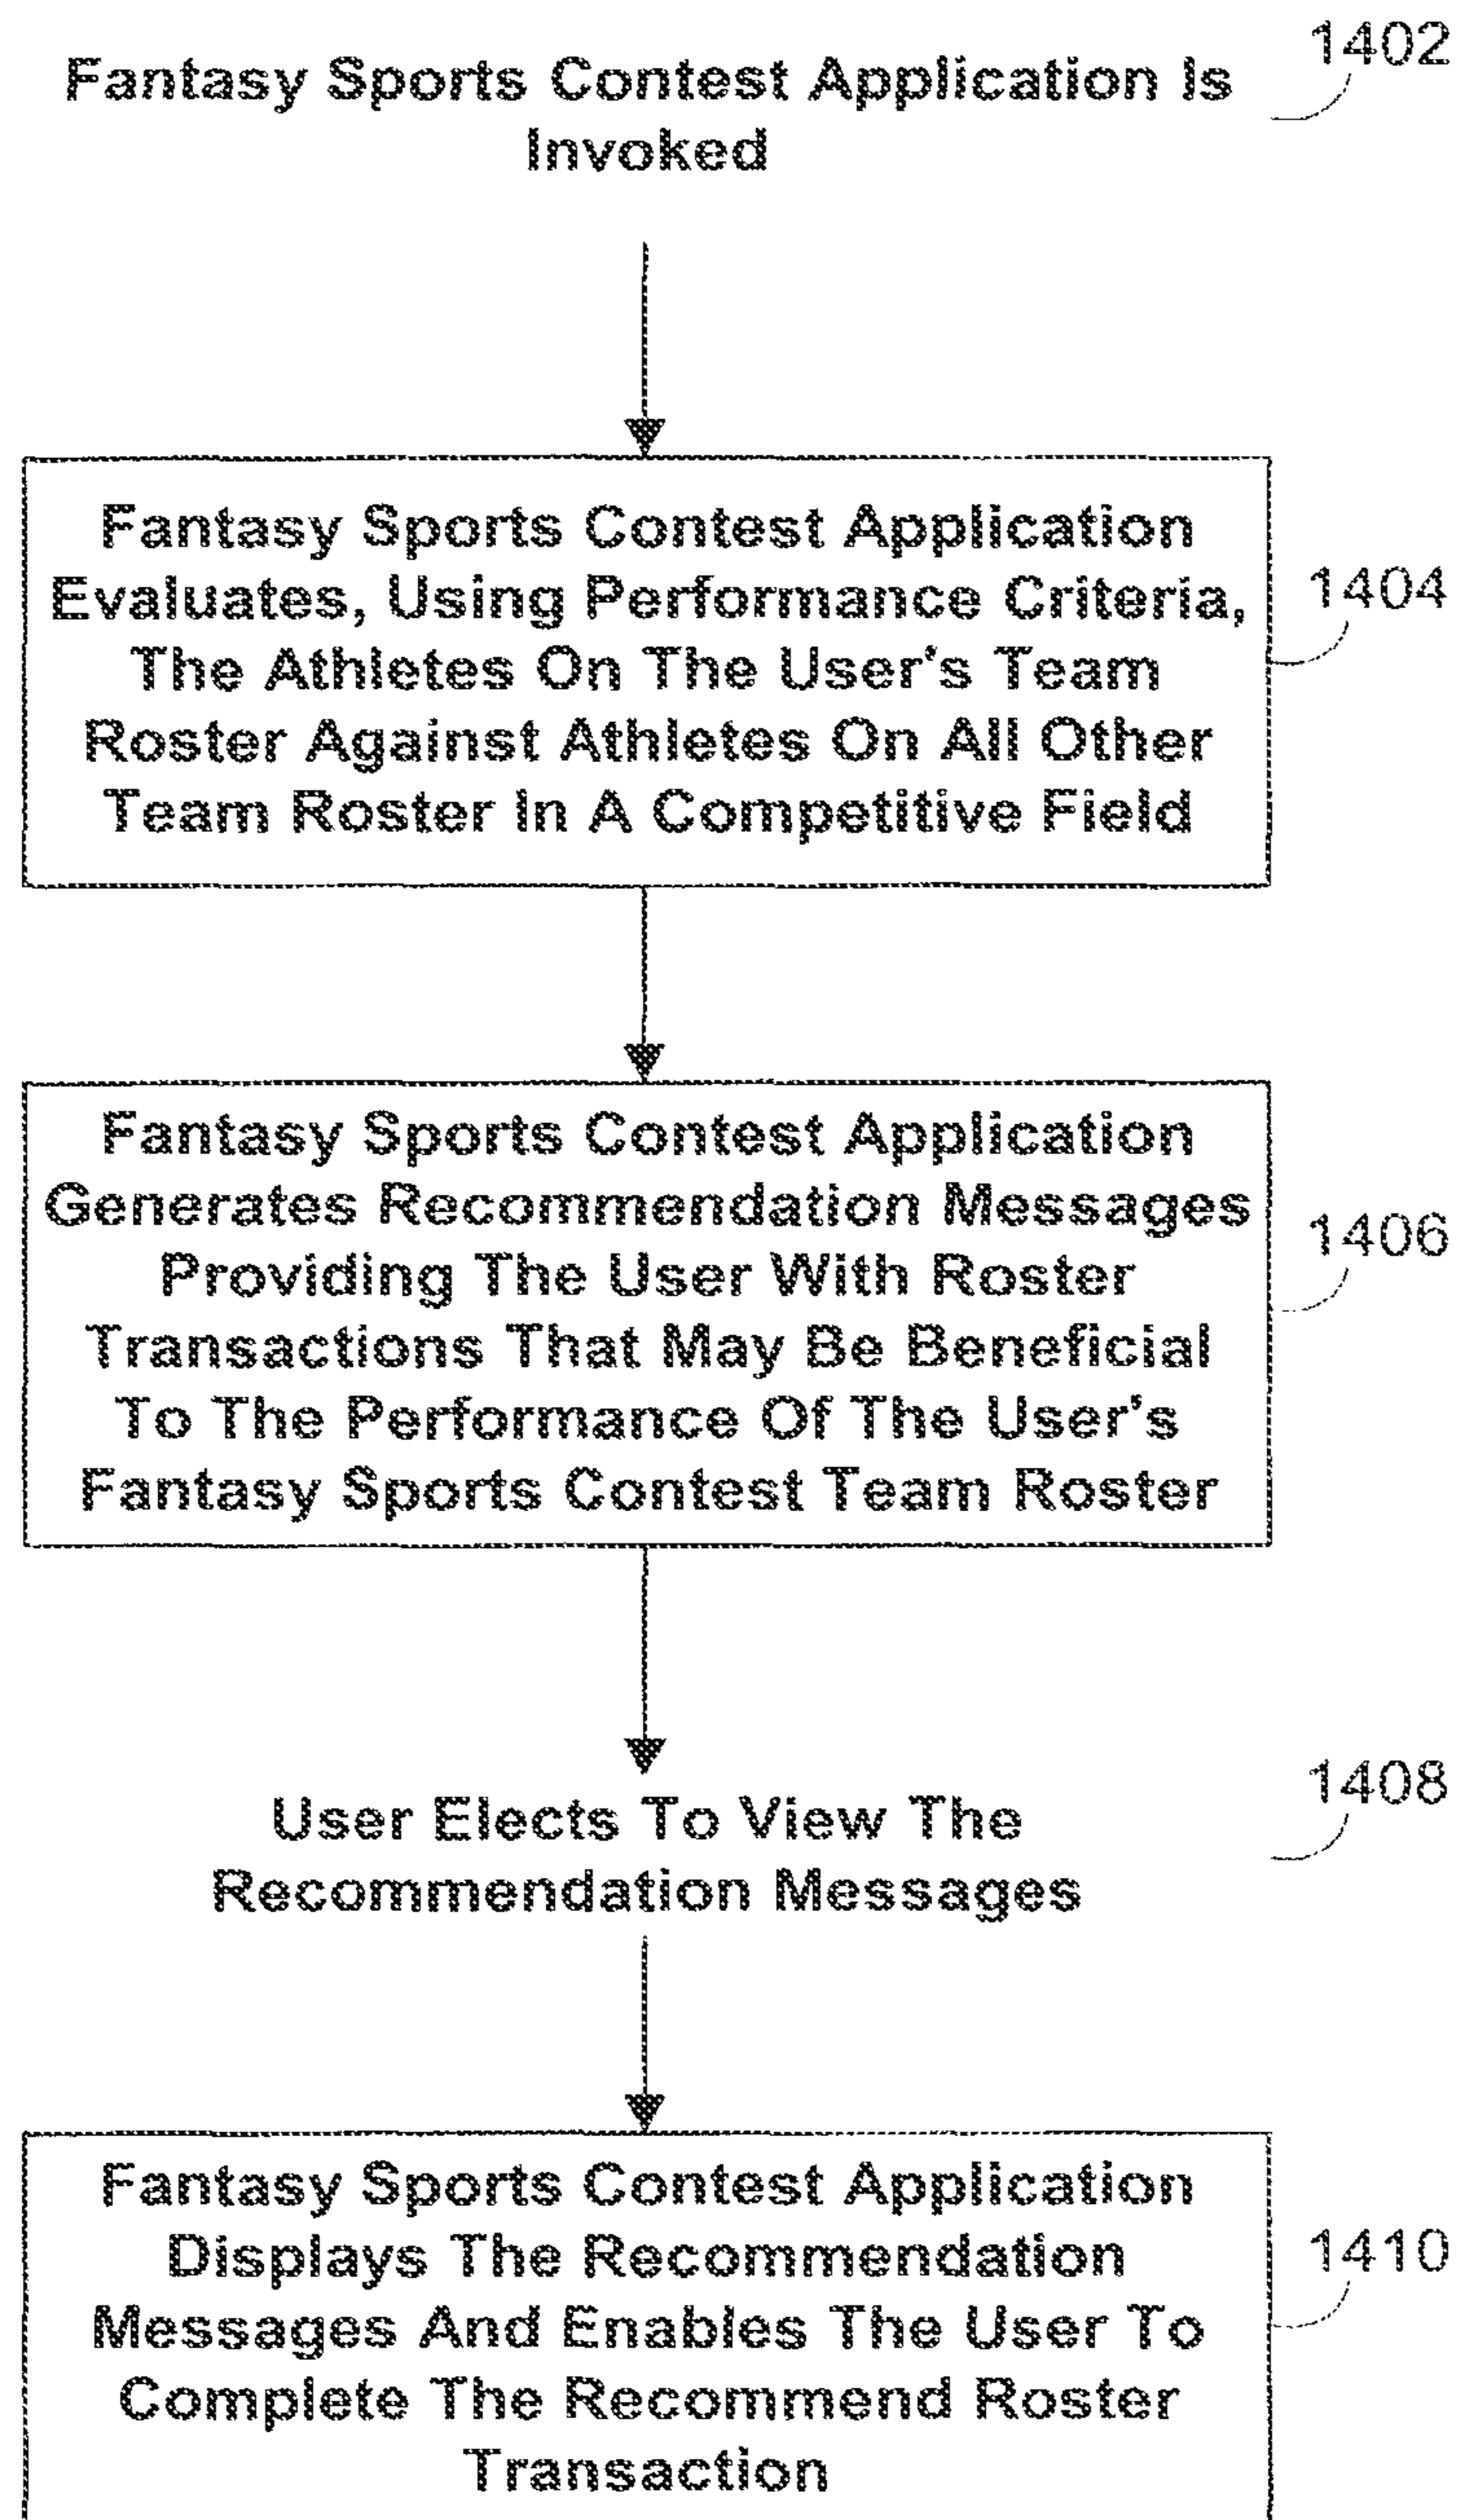 1402
Fantasy Sports Contest Application Is
Invoked
Fantasy Sports Contest Application
Evaluates, Using Performance Criteria,
The Athletes On The User's Team
Roster Against Athletes On All Other
Team Roster In A Competitive Field
1404
Fantasy Sports Contest Application
Generates Recommendation Messages
Providing The User With Roster
Transactions That May Be Beneficial
To The Performance Of The User's
Fantasy Sports Contest Team Roster
1406
User Elects To View The
Recommendation Messages
1408
Fantasy Sports Contest Application
Displays The Recommendation
Messages And Enables The User To
Complete The Recommend Roster
Transaction
1410